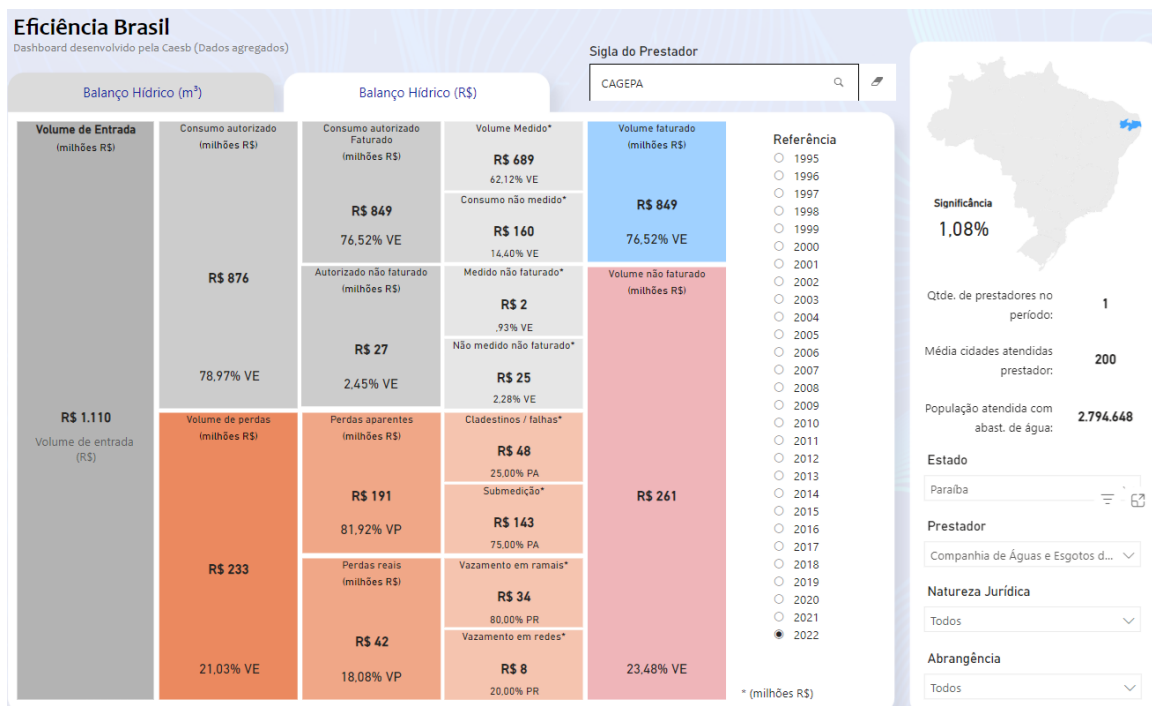 Eficiência Brasil
Dashboard desenvolvido pela Caesb (Dados agregados)
Balanço Hídrico (m³)
Balanço Hídrico (R$)
Sigla do Prestador
CAGEPA
Volume de Entrada
(milhões R$)
R$ 1.110
Volume de entrada
(R$)
Consumo autorizado
(milhões R$)
R$ 876
78,97% VE
Volume de perdas
(milhões R$)
R$ 233
21,03% VE
Consumo autorizado
Faturado
(milhões R$)
R$ 849
76,52% VE
Autorizado não faturado
(milhões R$)
R$ 27
2,45% VE
Perdas aparentes
(milhões R$)
R$ 191
81,92% VP
Perdas reais
(milhões R$)
R$ 42
18,08% VP
Volume Medido*
R$ 689
62,12% VE
Consumo não medido*
R$ 160
14,40% VE
Medido não faturado*
R$ 2
,93% VE
Não medido não faturado*
R$ 25
2,28% VE
Cladestinos / falhas*
R$ 48
25,00% PA
Submedição*
R$ 143
75,00% PA
Vazamento em ramais*
R$ 34
80,00% PR
Vazamento em redes*
R$ 8
20,00% PR
Volume faturado
(milhões R$)
R$ 849
76,52% VE
Volume não faturado
(milhões R$)
R$ 261
23,48% VE
Referência
1995
1996
1997
1998
1999
2000
2001
2002
2003
2004
2005
2006
2007
2008
2009
2010
2011
2012
2013
2014
2015
2016
2017
2018
2019
2020
2021
2022
* (milhões R$)
Significância
1,08%
Qtde. de prestadores no
período:
1
Média cidades atendidas
prestador:
200
População atendida com
abast. de água:
2.794.648
Estado
Paraíba
Prestador
Companhia de Águas e Esgotos d...
Natureza Jurídica
Todos
Abrangência
Todos